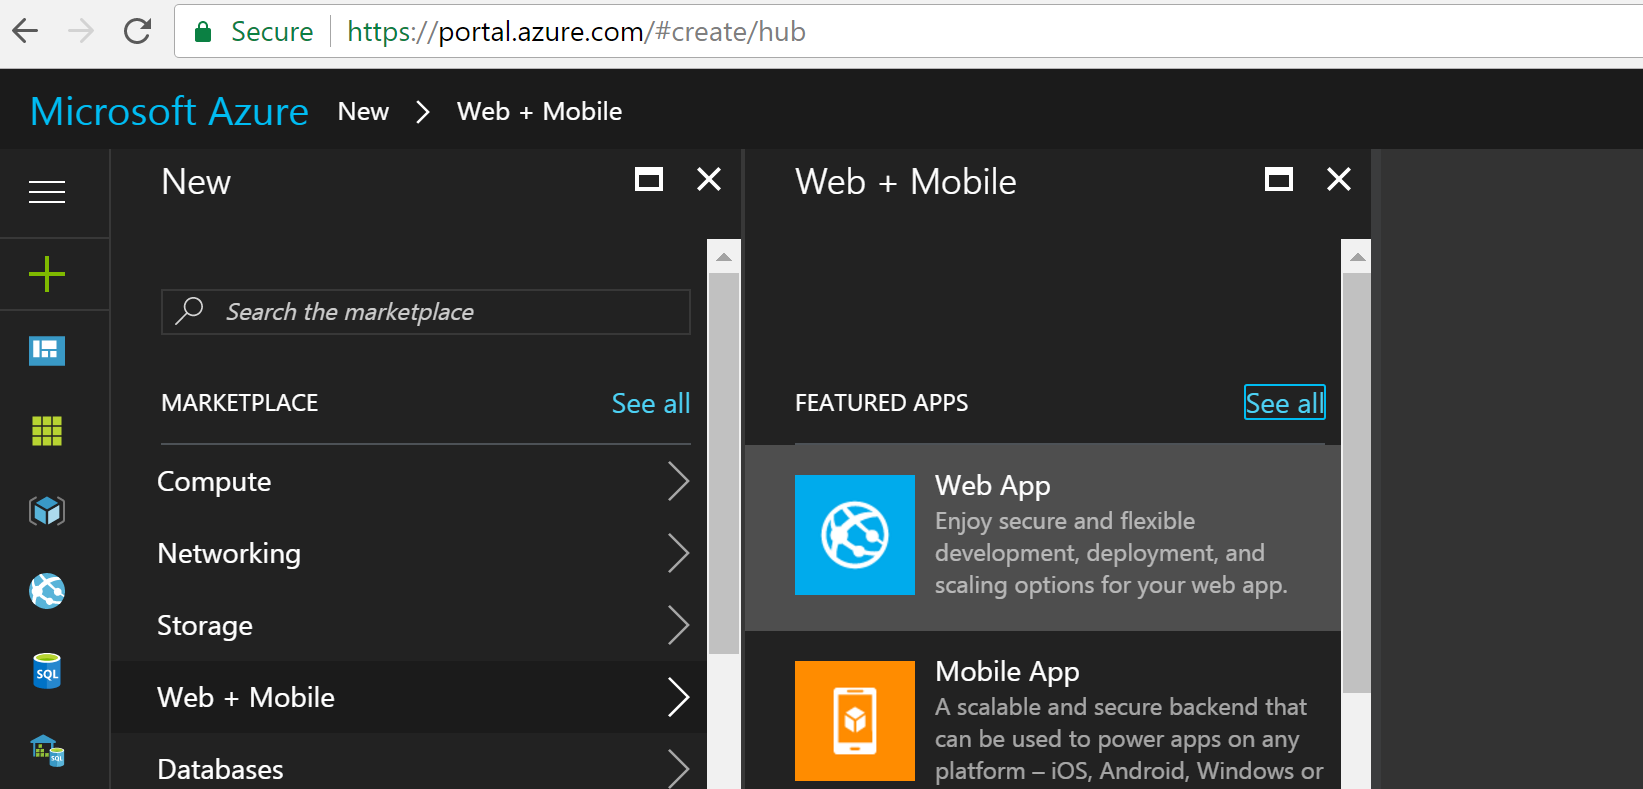 Secure https://portal.azure.com/#create/hub
Microsoft Azure New Web + Mobile
New
Search the marketplace
MARKETPLACE See all
Compute
Networking
Storage
Web + Mobile
Databases
Web + Mobile
FEATURED APPS See all
Web App
Enjoy secure and flexible
development, deployment, and
scaling options for your web app.
Mobile App
A scalable and secure backend that
can be used to power apps on any
platform – iOS, Android, Windows or
SQL
SQL